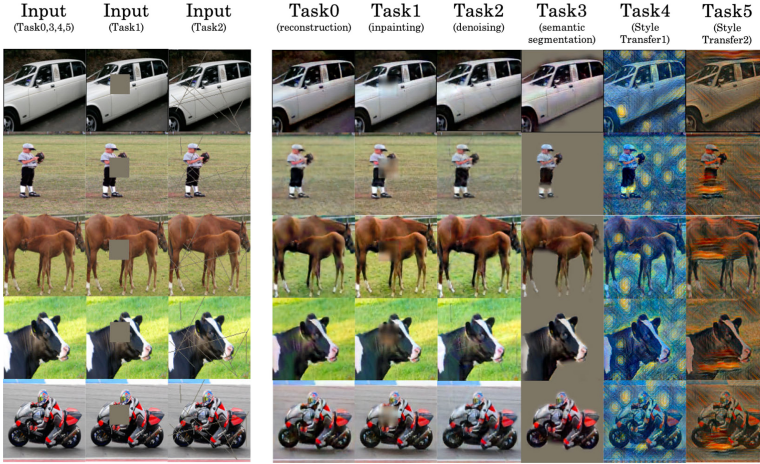 Input
(Task0,3,4,5)
Input
(Task1)
Input
(Task2)
Task0
(reconstruction)
Task1
(inpainting)
Task2
(denoising)
Task3
(semantic
segmentation)
Task4
(Style
Transfer1)
Task5
(Style
Transfer2)